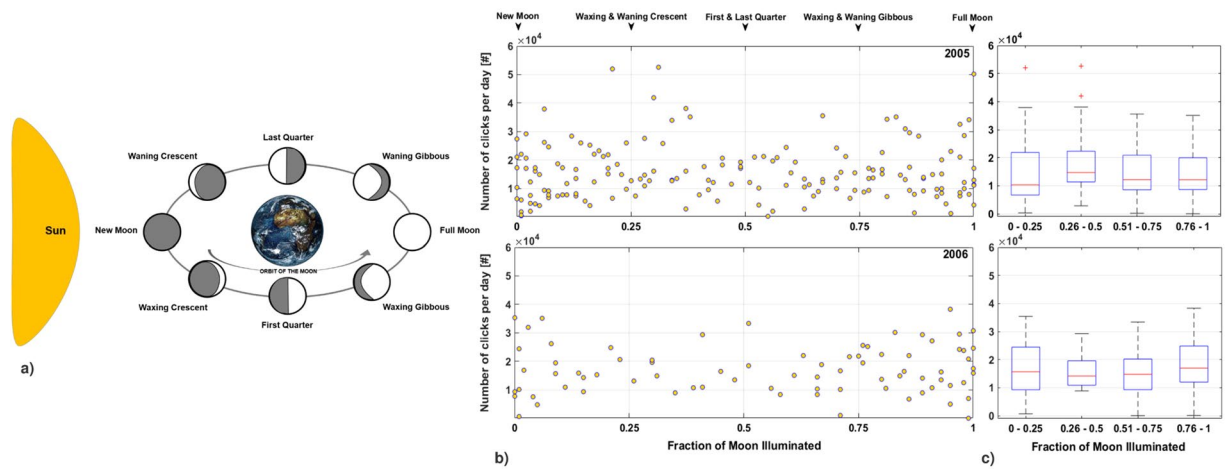 Sun
Last Quarter
Waning Crescent
Waning Gibbous
New Moon
Full Moon
ORBIT OF THE MOON
Waxing Crescent
Waxing Gibbous
First Quarter
a)
New Moon
Waxing & Waning Crescent
First & Last Quarter
Waxing & Waning Gibbous
Full Moon
×10⁴
2005
Number of clicks per day [#]
6
5
4
3
2
1
0
0.25
0.5
0.75
1
×10⁴
2006
Number of clicks per day [#]
6
5
4
3
2
1
0
0
0.25
0.5
0.75
1
Fraction of Moon Illuminated
b)
×10⁴
6
5
4
3
2
1
0
0 - 0.25
0.26 - 0.5
0.51 - 0.75
0.76 - 1
×10⁴
6
5
4
3
2
1
0
0 - 0.25
0.26 - 0.5
0.51 - 0.75
0.76 - 1
Fraction of Moon Illuminated
c)